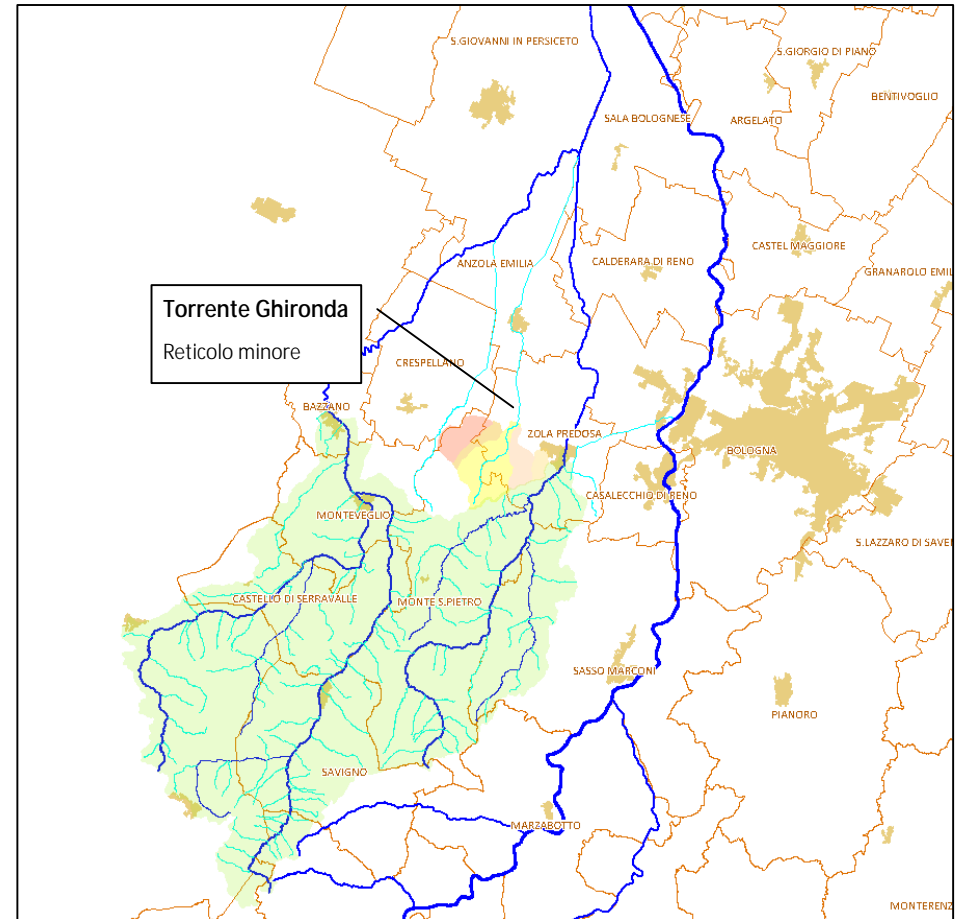 S.GIOVANNI IN PERSICETO
S.GIORGIO DI PIANO
BENTIVOGLIO
SALA BOLOGNESE
ARGELATO
CASTEL MAGGIORE
ANZOLA EMILIA
CALDERARA DI RENO
GRANAROLO EMIL
Torrente Ghironda
Reticolo minore
CRESPELLANO
BAZZANO
ZOLA PREDOSA
BOLOGNA
CASALECCHIO DI RENO
MONTEVEGLIO
S.LAZZARO DI SAVE
CASTELLO DI SERRAVALLE
MONTE S.PIETRO
SASSO MARCONI
PIANORO
SAVIGNO
MARZABOTTO
MONTERENZ